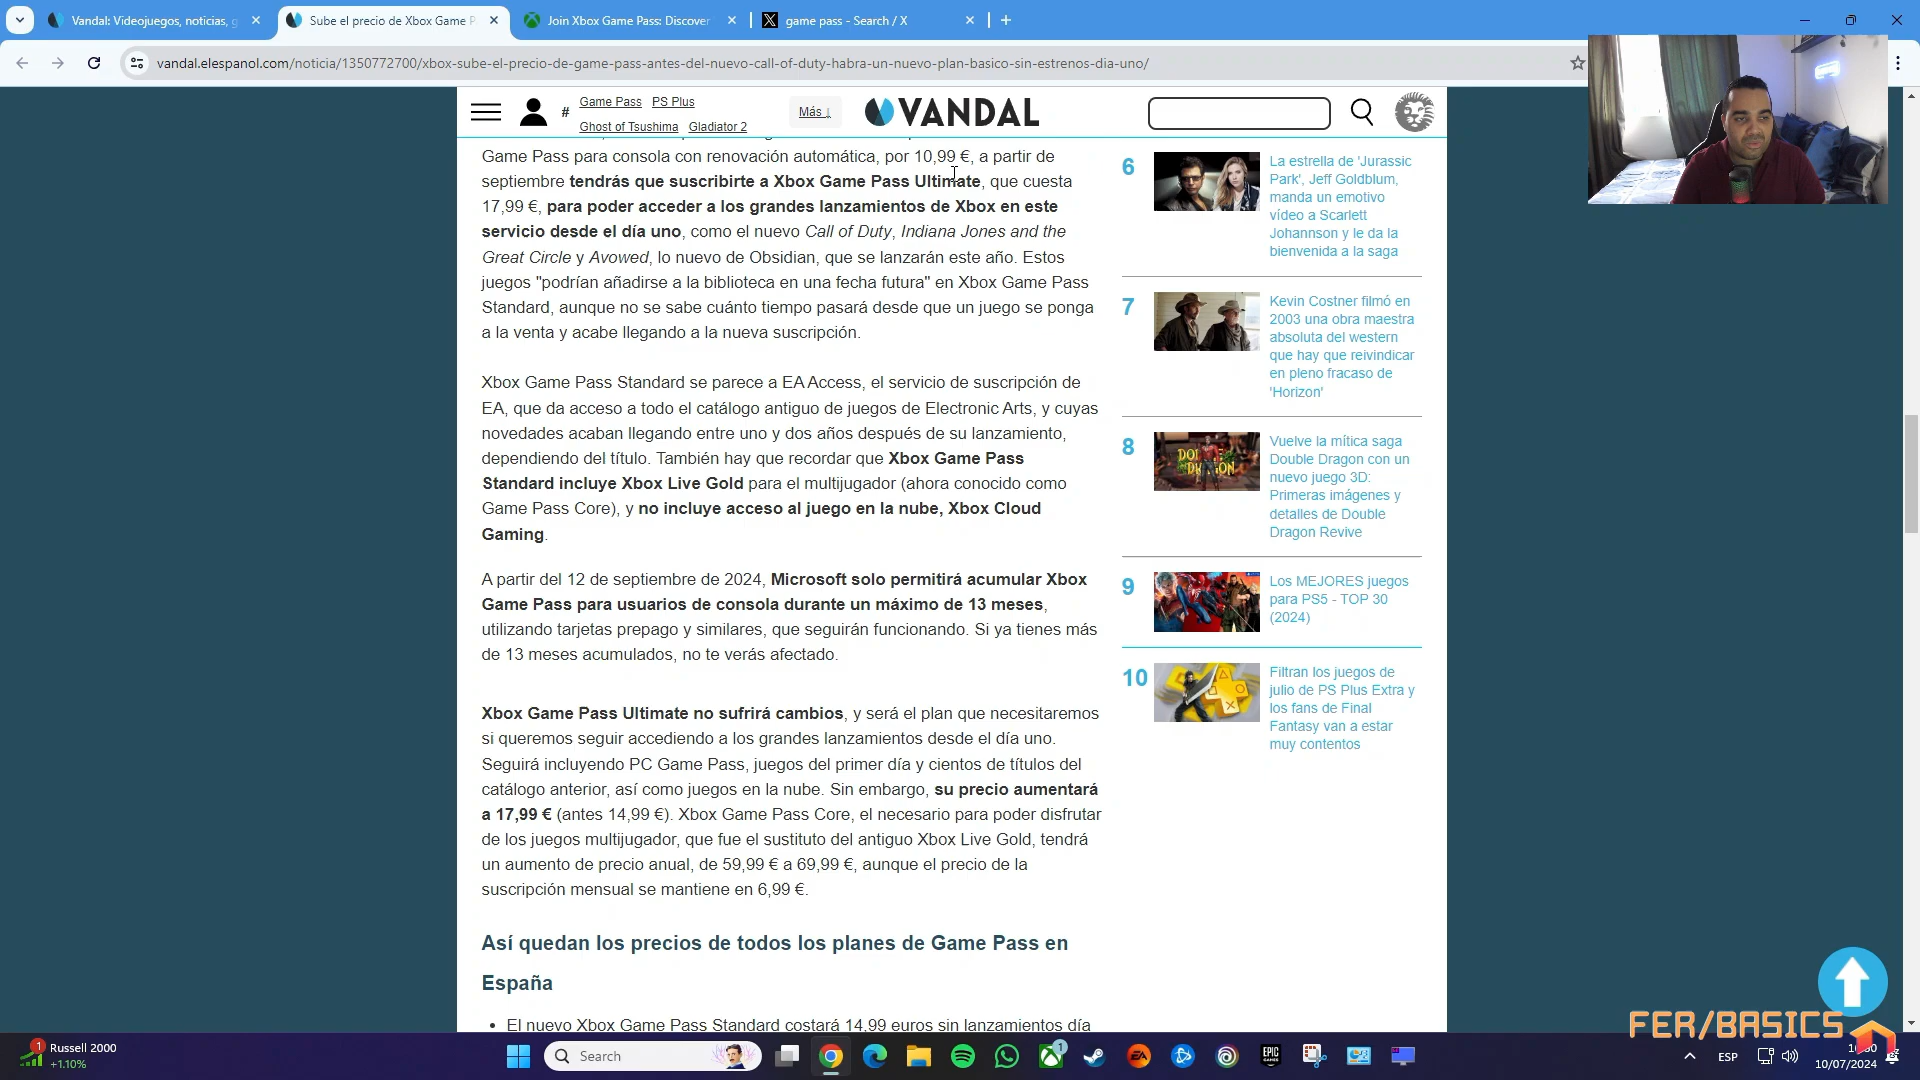 Vandal: Videojuegos, noticias,
Sube el precio de Xbox Game P
Join Xbox Game Pass: Discover
game pass - Search / X
vandal.elespanol.com/noticia/1350772700/xbox-sube-el-precio-de-game-pass-antes-del-nuevo-call-of-duty-habra-un-nuevo-plan-basico-sin-estrenos-dia-uno/
# Game Pass PS Plus
Ghost of Tsushima Gladiator 2
Más ↓
VANDAL
Game Pass para consola con renovación automática, por 10,99 €, a partir de
septiembre tendrás que suscribirte a Xbox Game Pass Ultimate, que cuesta
17,99 €, para poder acceder a los grandes lanzamientos de Xbox en este
servicio desde el día uno, como el nuevo Call of Duty, Indiana Jones and the
Great Circle y Avowed, lo nuevo de Obsidian, que se lanzarán este año. Estos
juegos "podrían añadirse a la biblioteca en una fecha futura" en Xbox Game Pass
Standard, aunque no se sabe cuánto tiempo pasará desde que un juego se ponga
a la venta y acabe llegando a la nueva suscripción.
Xbox Game Pass Standard se parece a EA Access, el servicio de suscripción de
EA, que da acceso a todo el catálogo antiguo de juegos de Electronic Arts, y cuyas
novedades acaban llegando entre uno y dos años después de su lanzamiento,
dependiendo del título. También hay que recordar que Xbox Game Pass
Standard incluye Xbox Live Gold para el multijugador (ahora conocido como
Game Pass Core), y no incluye acceso al juego en la nube, Xbox Cloud
Gaming.
A partir del 12 de septiembre de 2024, Microsoft solo permitirá acumular Xbox
Game Pass para usuarios de consola durante un máximo de 13 meses,
utilizando tarjetas prepago y similares, que seguirán funcionando. Si ya tienes más
de 13 meses acumulados, no te verás afectado.
Xbox Game Pass Ultimate no sufrirá cambios, y será el plan que necesitaremos
si queremos seguir accediendo a los grandes lanzamientos desde el día uno.
Seguirá incluyendo PC Game Pass, juegos del primer día y cientos de títulos del
catálogo anterior, así como juegos en la nube. Sin embargo, su precio aumentará
a 17,99 € (antes 14,99 €). Xbox Game Pass Core, el necesario para poder disfrutar
de los juegos multijugador, que fue el sustituto del antiguo Xbox Live Gold, tendrá
un aumento de precio anual, de 59,99 € a 69,99 €, aunque el precio de la
suscripción mensual se mantiene en 6,99 €.
Así quedan los precios de todos los planes de Game Pass en
España
• El nuevo Xbox Game Pass Standard costará 14,99 euros sin lanzamientos día
6
La estrella de 'Jurassic
Park', Jeff Goldblum,
manda un emotivo
vídeo a Scarlett
Johannson y le da la
bienvenida a la saga
7
Kevin Costner filmó en
2003 una obra maestra
absoluta del western
que hay que reivindicar
en pleno fracaso de
'Horizon'
8
Vuelve la mítica saga
Double Dragon con un
nuevo juego 3D:
Primeras imágenes y
detalles de Double
Dragon Revive
9
Los MEJORES juegos
para PS5 - TOP 30
(2024)
10
Filtran los juegos de
julio de PS Plus Extra y
los fans de Final
Fantasy van a estar
muy contentos
FER/BASICS
1
Russell 2000
+1.10%
Search
1
EA
EPIC
GAMES
ESP
10/07/2024